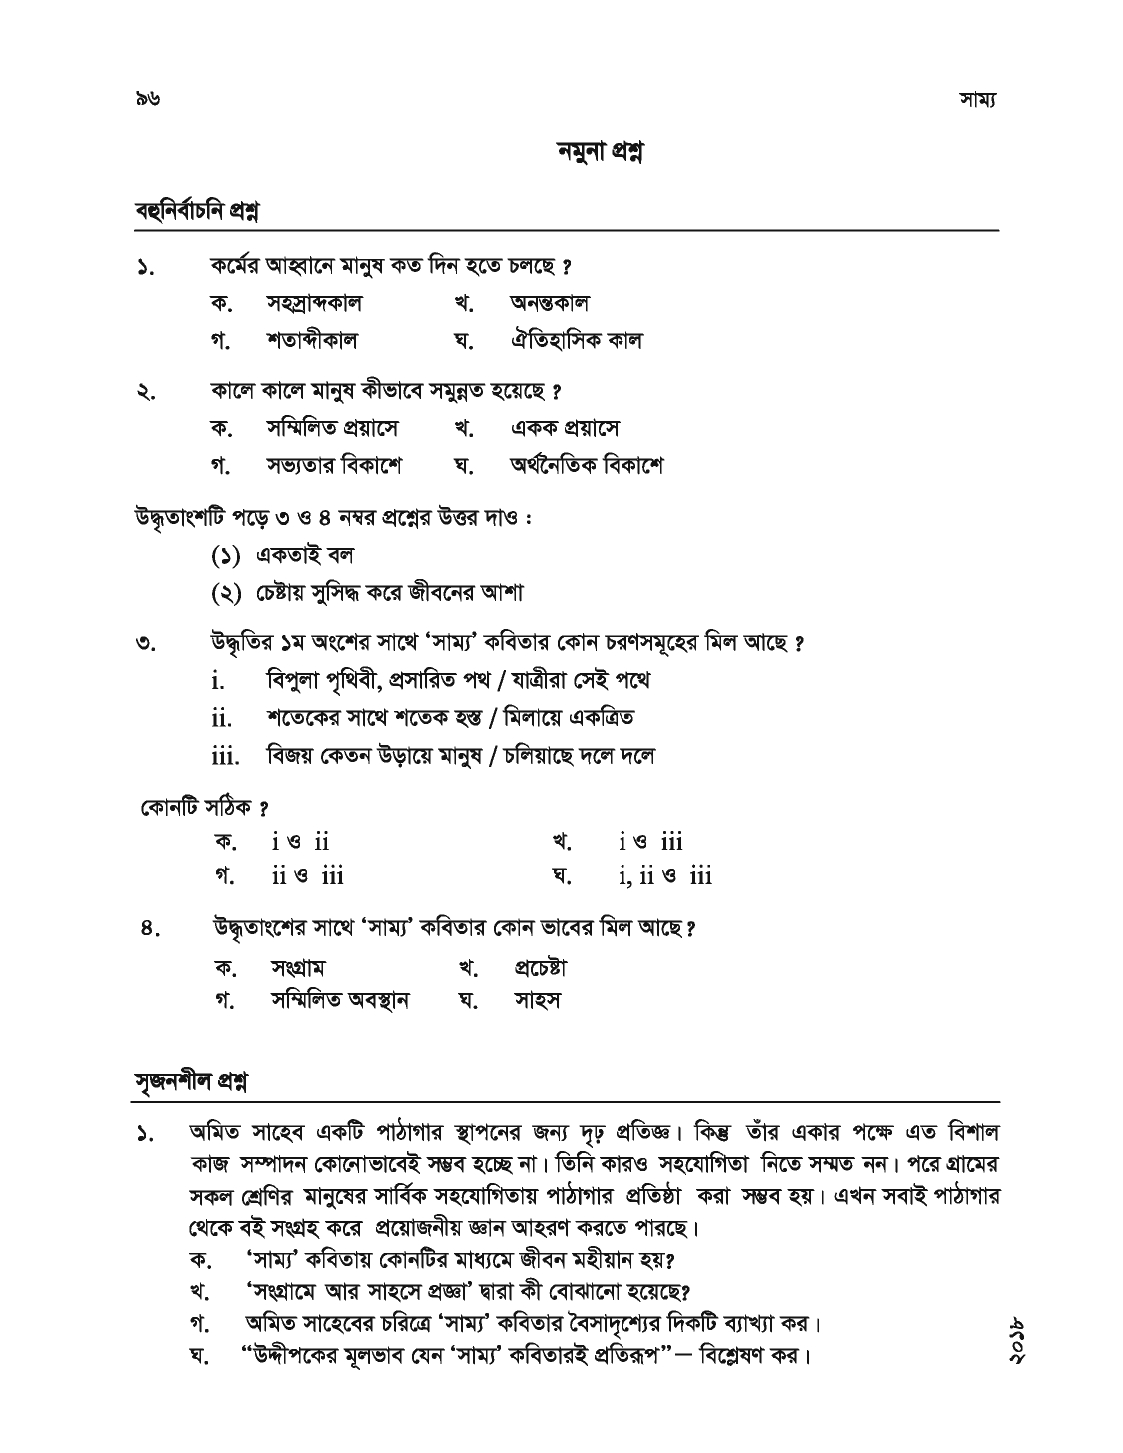 ৯৬ সাম্য
নমুনা প্রশ্ন
বহুনির্বাচনি প্রশ্ন
১. কর্মের আহ্বানে মানুষ কত দিন হতে চলছে ?
ক. সহস্রাব্দকাল খ. অনন্তকাল
গ. শতাব্দীকাল ঘ. ঐতিহাসিক কাল
২. কালে কালে মানুষ কীভাবে সমুন্নত হয়েছে ?
ক. সম্মিলিত প্রয়াসে খ. একক প্রয়াসে
গ. সভ্যতার বিকাশে ঘ. অর্থনৈতিক বিকাশে
উদ্ধৃতাংশটি পড়ে ৩ ও ৪ নম্বর প্রশ্নের উত্তর দাও :
(১) একতাই বল
(২) চেষ্টায় সুসিদ্ধ করে জীবনের আশা
৩. উদ্ধৃতির ১ম অংশের সাথে ‘সাম্য’ কবিতার কোন চরণসমূহের মিল আছে ?
i. বিপুলা পৃথিবী, প্রসারিত পথ / যাত্রীরা সেই পথে
ii. শতেকের সাথে শতেক হস্ত / মিলায়ে একত্রিত
iii. বিজয় কেতন উড়ায়ে মানুষ / চলিয়াছে দলে দলে
কোনটি সঠিক ?
ক. i ও ii খ. i ও iii
গ. ii ও iii ঘ. i, ii ও iii
৪. উদ্ধৃতাংশের সাথে ‘সাম্য’ কবিতার কোন ভাবের মিল আছে?
ক. সংগ্রাম খ. প্রচেষ্টা
গ. সম্মিলিত অবস্থান ঘ. সাহস
সৃজনশীল প্রশ্ন
১. অমিত সাহেব একটি পাঠাগার স্থাপনের জন্য দৃঢ় প্রতিজ্ঞ। কিন্তু তাঁর একার পক্ষে এত বিশাল
কাজ সম্পাদন কোনোভাবেই সম্ভব হচ্ছে না। তিনি কারও সহযোগিতা নিতে সম্মত নন। পরে গ্রামের
সকল শ্রেণির মানুষের সার্বিক সহযোগিতায় পাঠাগার প্রতিষ্ঠা করা সম্ভব হয়। এখন সবাই পাঠাগার
থেকে বই সংগ্রহ করে প্রয়োজনীয় জ্ঞান আহরণ করতে পারছে।
ক. ‘সাম্য’ কবিতায় কোনটির মাধ্যমে জীবন মহীয়ান হয়?
খ. ‘সংগ্রামে আর সাহসে প্রজ্ঞা’ দ্বারা কী বোঝানো হয়েছে?
গ. অমিত সাহেবের চরিত্রে ‘সাম্য’ কবিতার বৈসাদৃশ্যের দিকটি ব্যাখ্যা কর।
ঘ. “উদ্দীপকের মূলভাব যেন ‘সাম্য’ কবিতারই প্রতিরূপ”— বিশ্লেষণ কর।
২০১৮